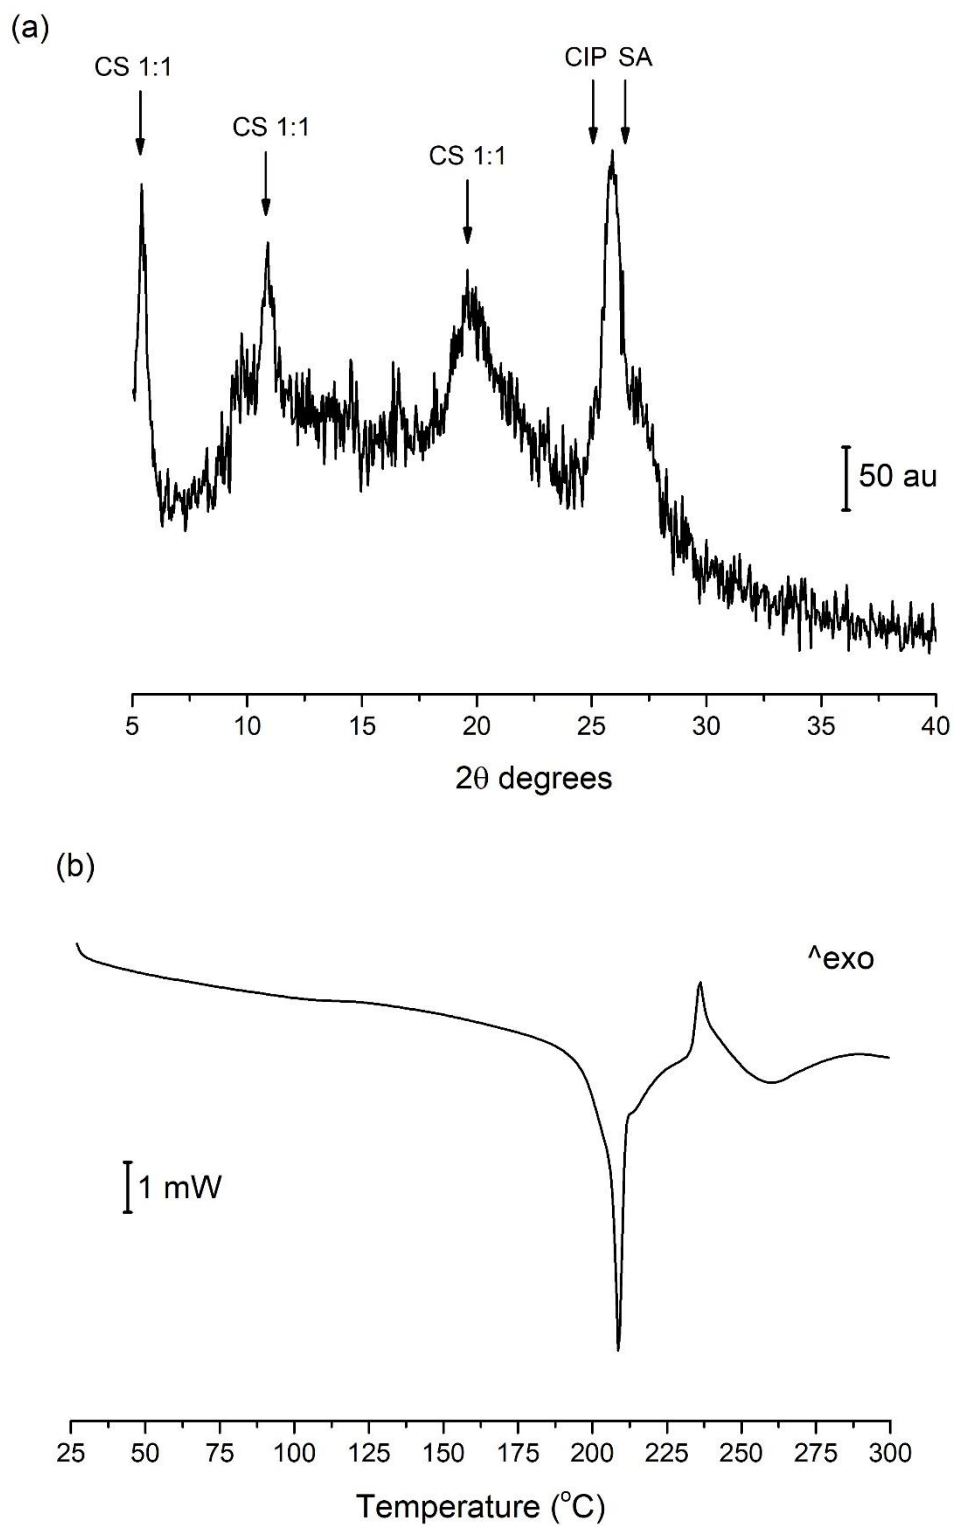 (a)
CS 1:1
CS 1:1
CS 1:1
CIP SA
50 au
5 10 15 20 25 30 35 40
2θ degrees
(b)
^exo
1 mW
25 50 75 100 125 150 175 200 225 250 275 300
Temperature (°C)